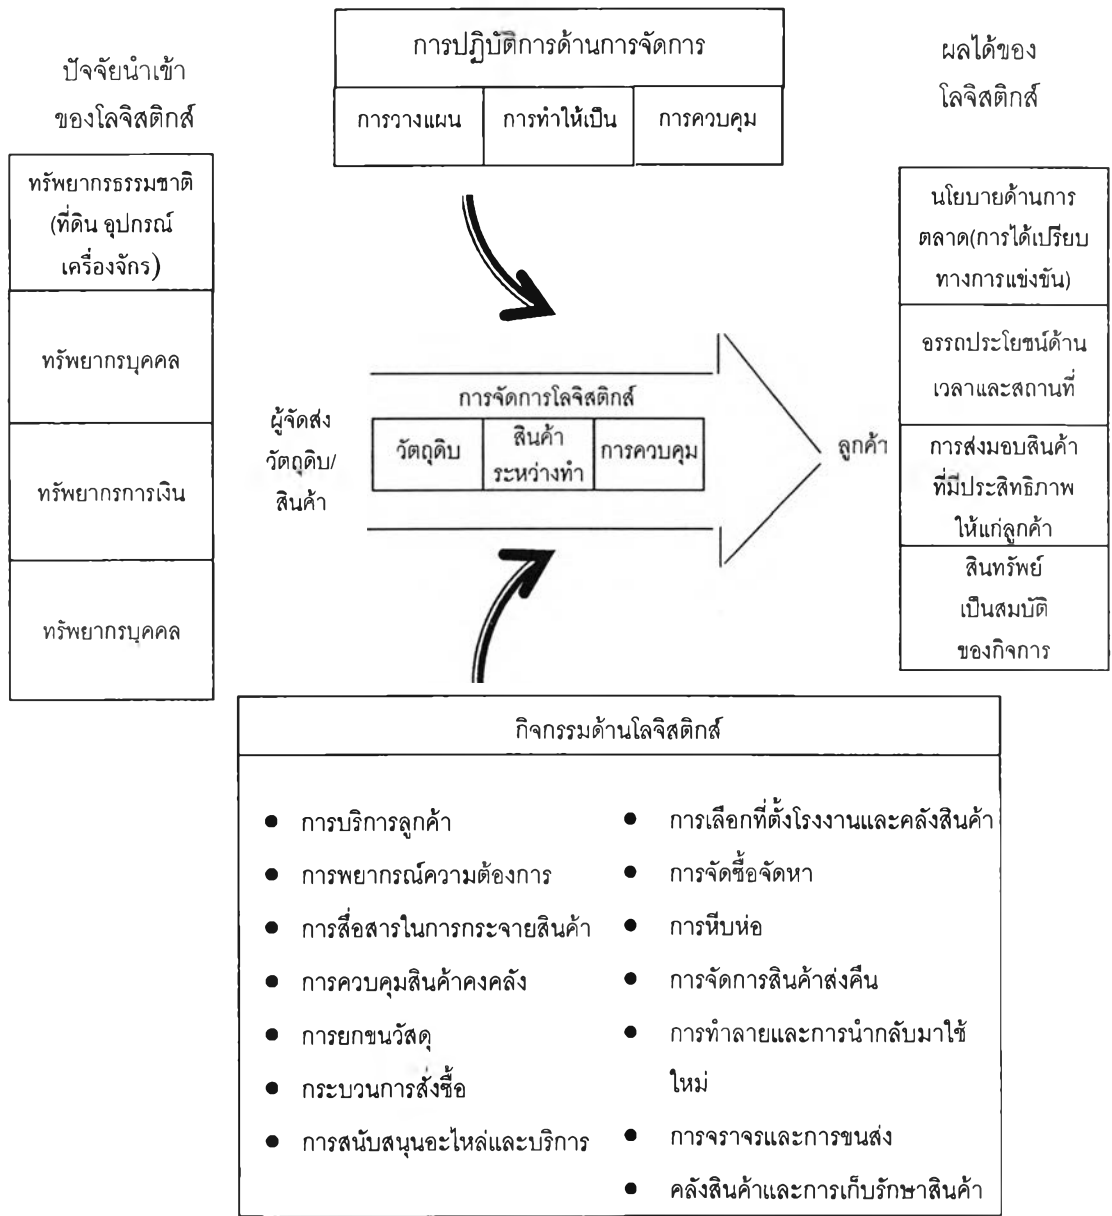 การปฏิบัติการด้านการจัดการ
การวางแผน
การทำให้เป็น
การควบคุม
ปัจจัยนำเข้า
ของโลจิสติกส์
ทรัพยากรธรรมชาติ
(ที่ดิน อุปกรณ์
เครื่องจักร)
ทรัพยากรบุคคล
ทรัพยากรการเงิน
ทรัพยากรบุคคล
ผู้จัดส่ง
วัตถุดิบ/
สินค้า
การจัดการโลจิสติกส์
วัตถุดิบ
สินค้า
ระหว่างทำ
การควบคุม
ลูกค้า
ผลได้ของ
โลจิสติกส์
นโยบายด้านการ
ตลาด(การได้เปรียบ
ทางการแข่งขัน)
อรรถประโยชน์ด้าน
เวลาและสถานที่
การส่งมอบสินค้า
ที่มีประสิทธิภาพ
ให้แก่ลูกค้า
สินทรัพย์
เป็นสมบัติ
ของกิจการ
กิจกรรมด้านโลจิสติกส์
● การบริการลูกค้า
● การพยากรณ์ความต้องการ
● การสื่อสารในการกระจายสินค้า
● การควบคุมสินค้าคงคลัง
● การยกขนวัสดุ
● กระบวนการสั่งซื้อ
● การสนับสนุนอะไหล่และบริการ
● การเลือกที่ตั้งโรงงานและคลังสินค้า
● การจัดซื้อจัดหา
● การหีบห่อ
● การจัดการสินค้าส่งคืน
● การทำลายและการนำกลับมาใช้
ใหม่
● การจราจรและการขนส่ง
● คลังสินค้าและการเก็บรักษาสินค้า